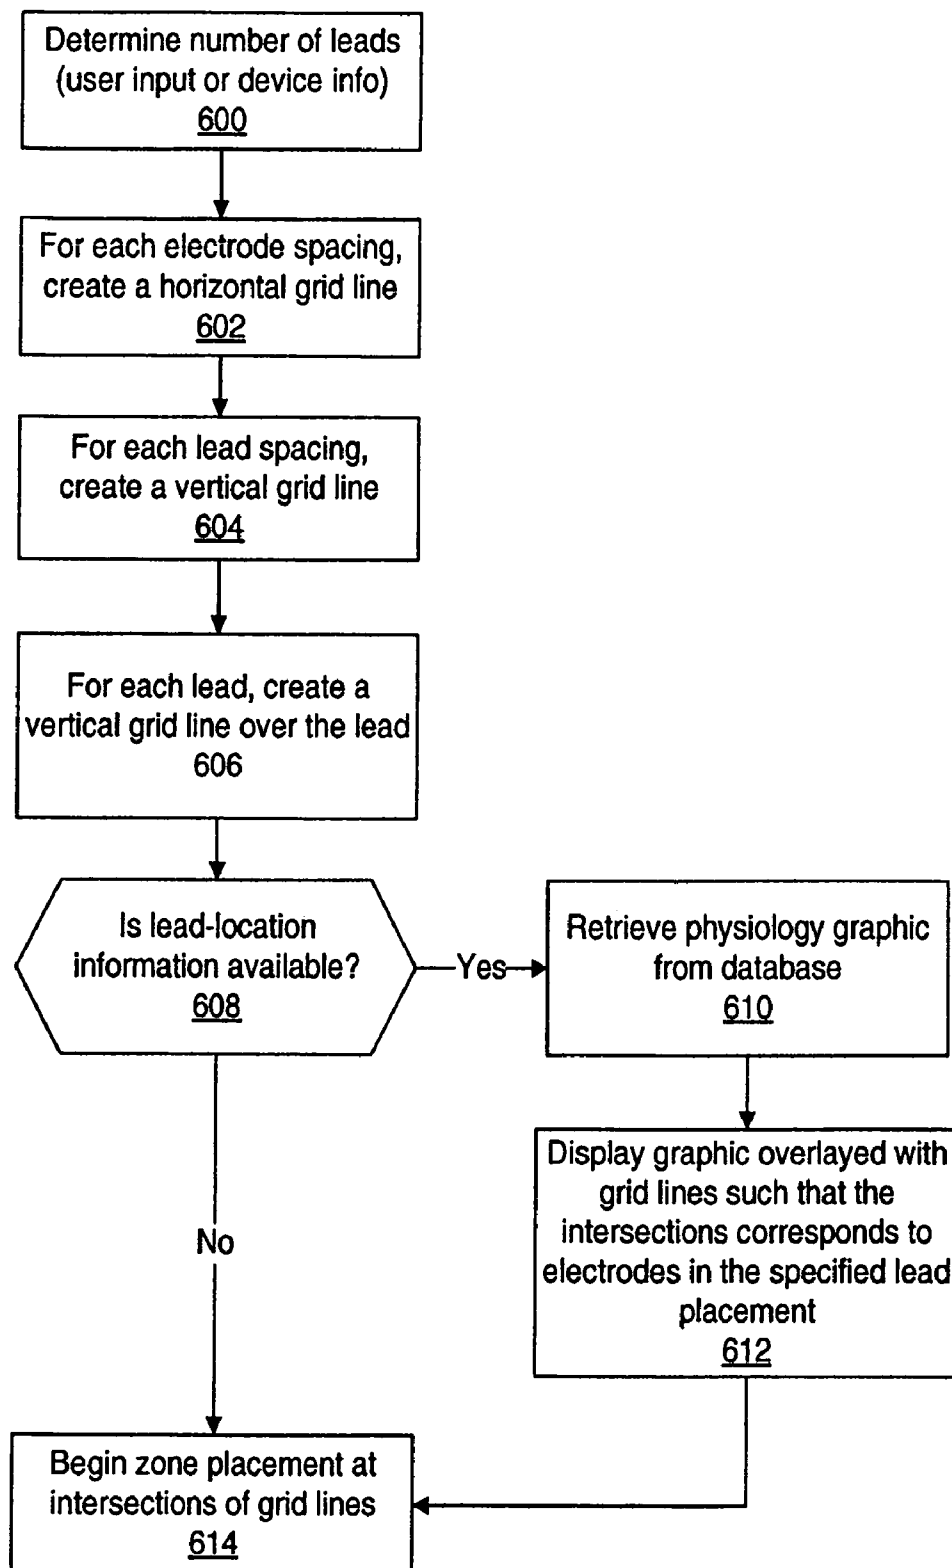 Determine number of leads
(user input or device info)
600
For each electrode spacing,
create a horizontal grid line
602
For each lead spacing,
create a vertical grid line
604
For each lead, create a
vertical grid line over the lead
606
Is lead-location
information available?
608
Yes
Retrieve physiology graphic
from database
610
Display graphic overlayed with
grid lines such that the
intersections corresponds to
electrodes in the specified lead
placement
612
No
Begin zone placement at
intersections of grid lines
614